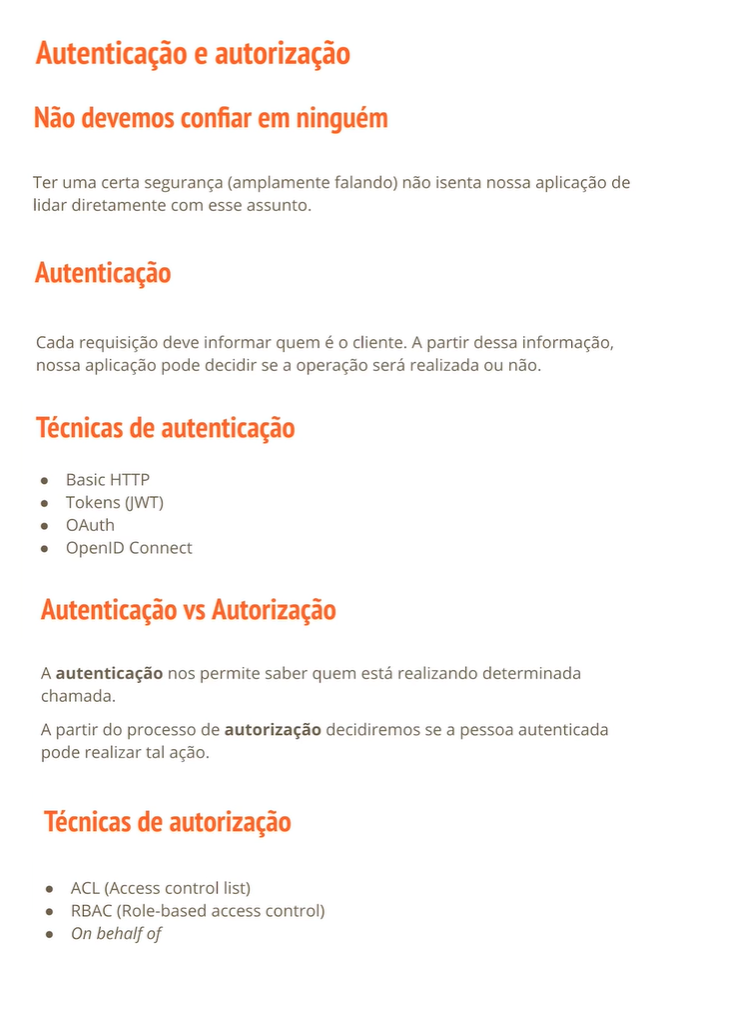 Autenticação e autorização
Não devemos confiar em ninguém
Ter uma certa segurança (amplamente falando) não isenta nossa aplicação de
lidar diretamente com esse assunto.
Autenticação
Cada requisição deve informar quem é o cliente. A partir dessa informação,
nossa aplicação pode decidir se a operação será realizada ou não.
Técnicas de autenticação
● Basic HTTP
● Tokens (JWT)
● OAuth
● OpenID Connect
Autenticação vs Autorização
A autenticação nos permite saber quem está realizando determinada
chamada.
A partir do processo de autorização decidiremos se a pessoa autenticada
pode realizar tal ação.
Técnicas de autorização
● ACL (Access control list)
● RBAC (Role-based access control)
● On behalf of